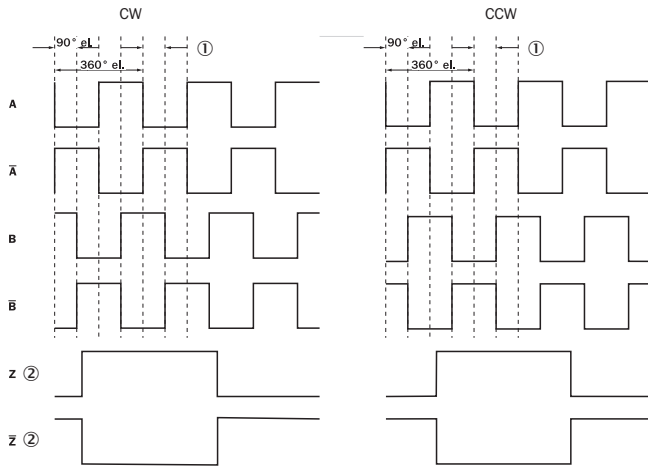 CW CCW
90° el. ① 90° el. ①
360° el. 360° el.
A
A̅
B
B̅
Z ②
Z̅ ②